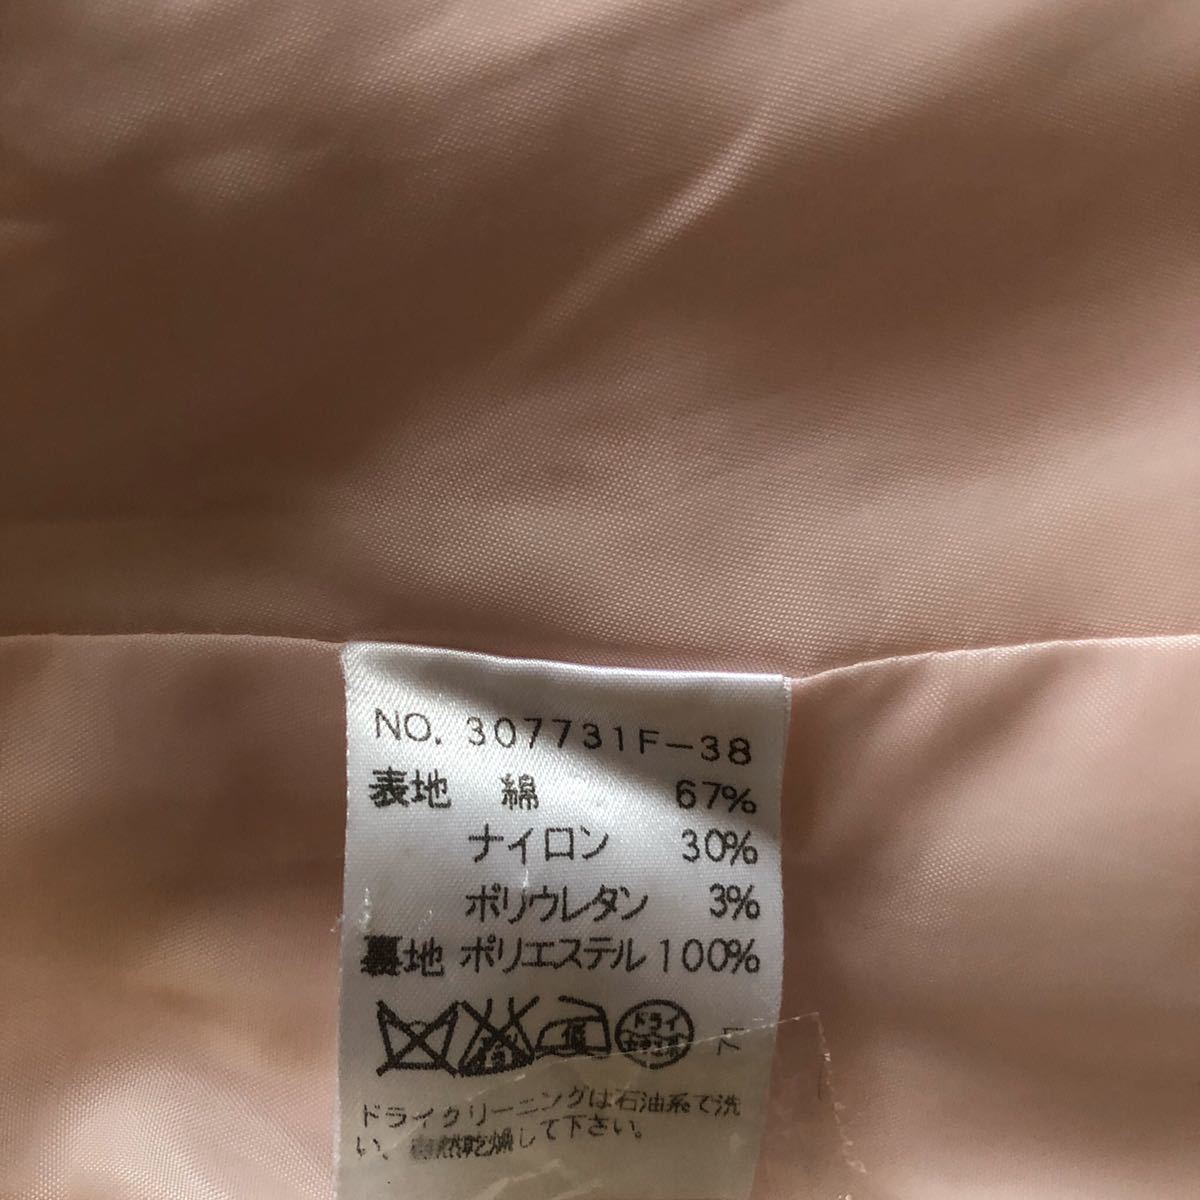 NO. 307731F-38
表地 綿 67%
ナイロン 30%
ポリウレタン 3%
裏地 ポリエステル 100%
低 ドライ
ドライクリーニングは石油系で洗
い、自然乾燥して下さい。